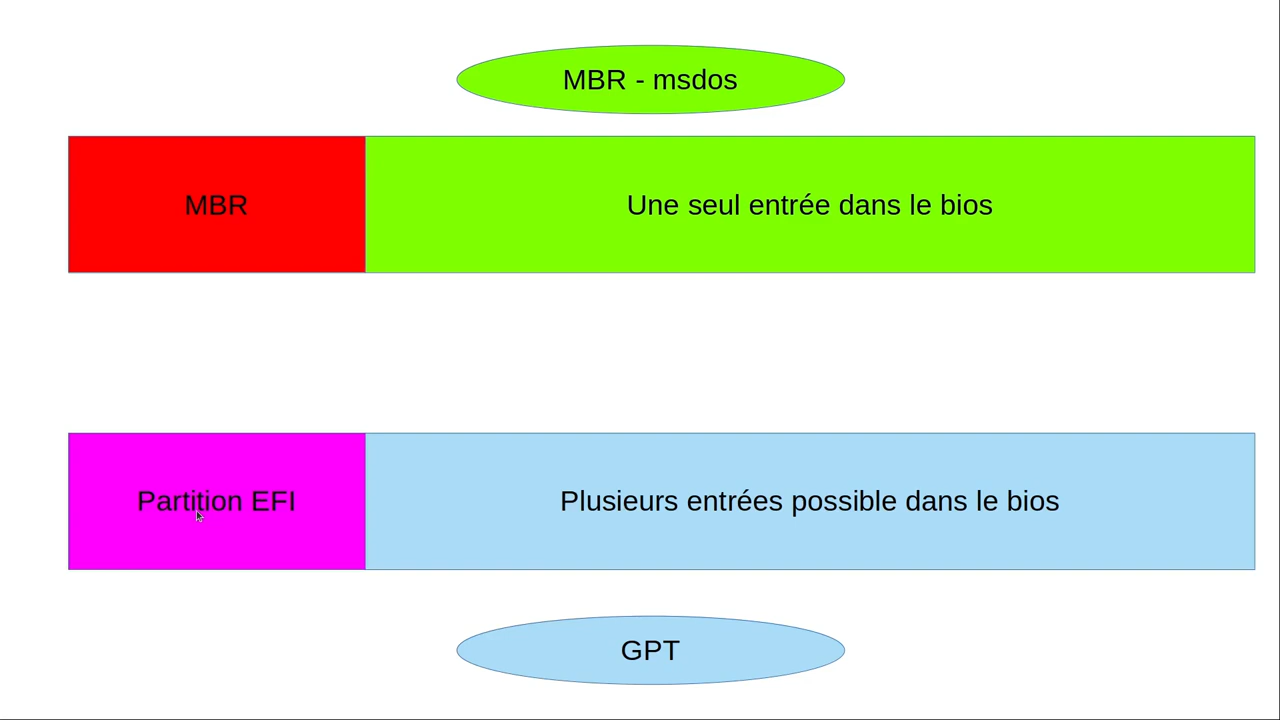 MBR - msdos
MBR
Une seul entrée dans le bios
Partition EFI
Plusieurs entrées possible dans le bios
GPT